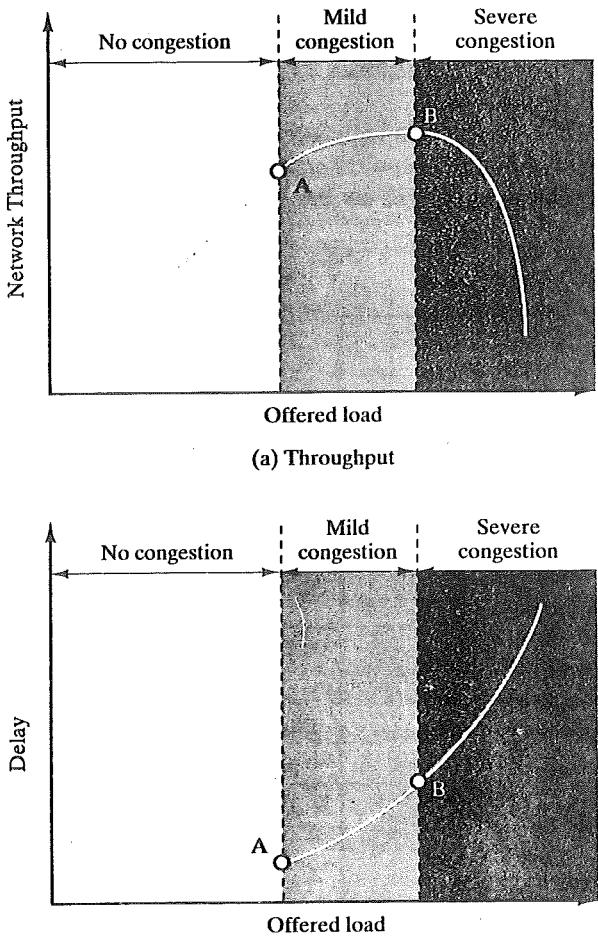 No congestion
Mild
congestion
Severe
congestion
Network Throughput
A
B
Offered load
(a) Throughput
No congestion
Mild
congestion
Severe
congestion
Delay
A
B
Offered load